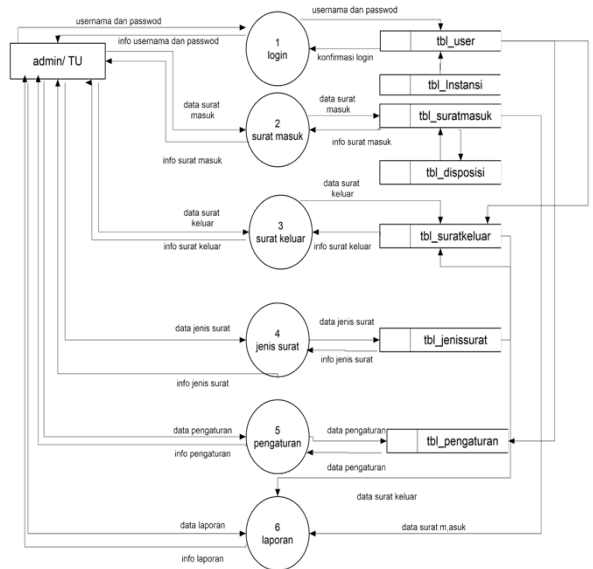 username dan passwod
info username dan passwod
admin/ TU
1
login
username dan passwod
konfirmasi login
tbl_user
tbl_Instansi
data surat
masuk
info surat masuk
2
surat masuk
data surat
masuk
info surat masuk
tbl_suratmasuk
tbl_disposisi
data surat
keluar
info surat keluar
3
surat keluar
data surat
keluar
info surat keluar
tbl_suratkeluar
data jenis surat
info jenis surat
4
jenis surat
data jenis surat
info jenis surat
tbl_jenissurat
data pengaturan
info pengaturan
5
pengaturan
data pengaturan
data pengaturan
tbl_pengaturan
data surat keluar
data laporan
info laporan
6
laporan
data surat m,asuk